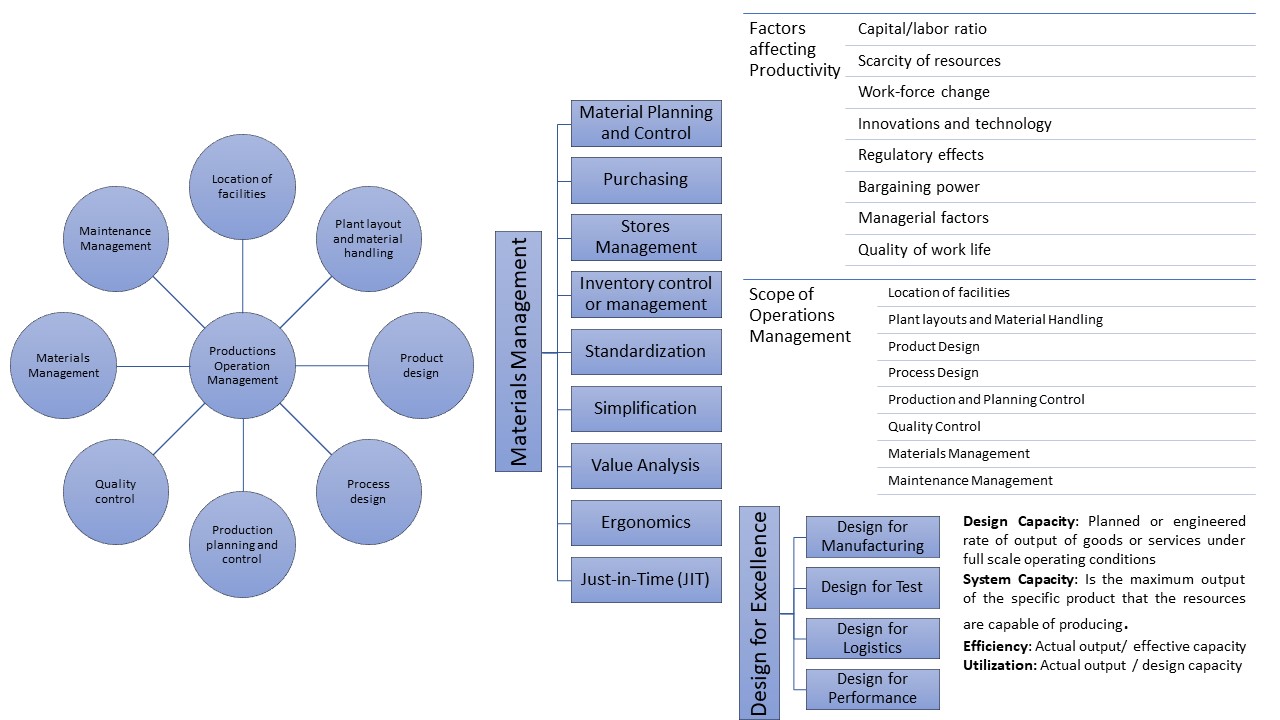 Location of
facilities
Plant layout
and material
handling
Product
design
Process
design
Production
planning and
control
Quality
control
Materials
Management
Maintenance
Management
Productions
Operation
Management
Materials Management
Material Planning
and Control
Purchasing
Stores
Management
Inventory control
or management
Standardization
Simplification
Value Analysis
Ergonomics
Just-in-Time (JIT)
Factors
affecting
Productivity
Capital/labor ratio
Scarcity of resources
Work-force change
Innovations and technology
Regulatory effects
Bargaining power
Managerial factors
Quality of work life
Scope of
Operations
Management
Location of facilities
Plant layouts and Material Handling
Product Design
Process Design
Production and Planning Control
Quality Control
Materials Management
Maintenance Management
Design for Excellence
Design for
Manufacturing
Design for Test
Design for
Logistics
Design for
Performance
Design Capacity: Planned or engineered
rate of output of goods or services under
full scale operating conditions
System Capacity: Is the maximum output
of the specific product that the resources
are capable of producing.
Efficiency: Actual output/ effective capacity
Utilization: Actual output / design capacity